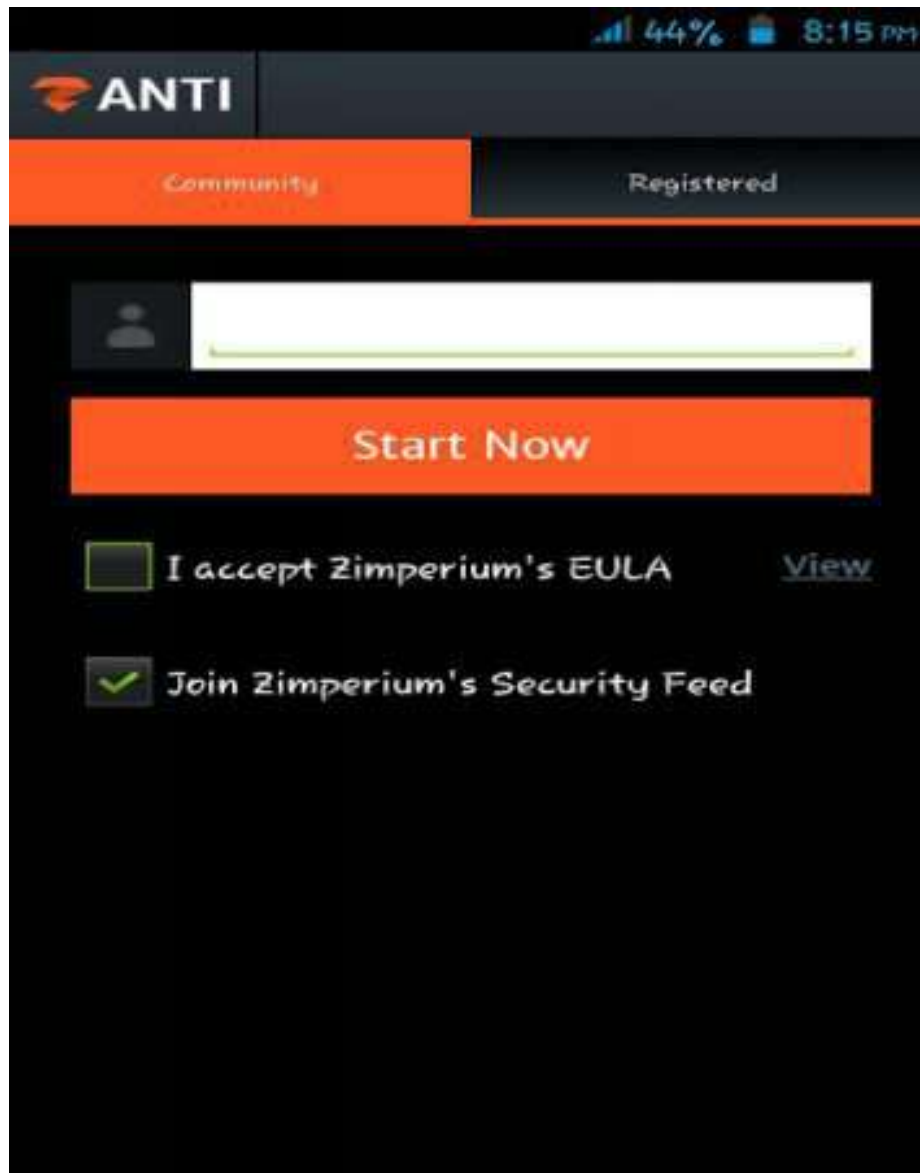 44% 8:15 PM
ANTI
Community Registered
Start Now
I accept Zimperium's EULA View
Join Zimperium's Security Feed